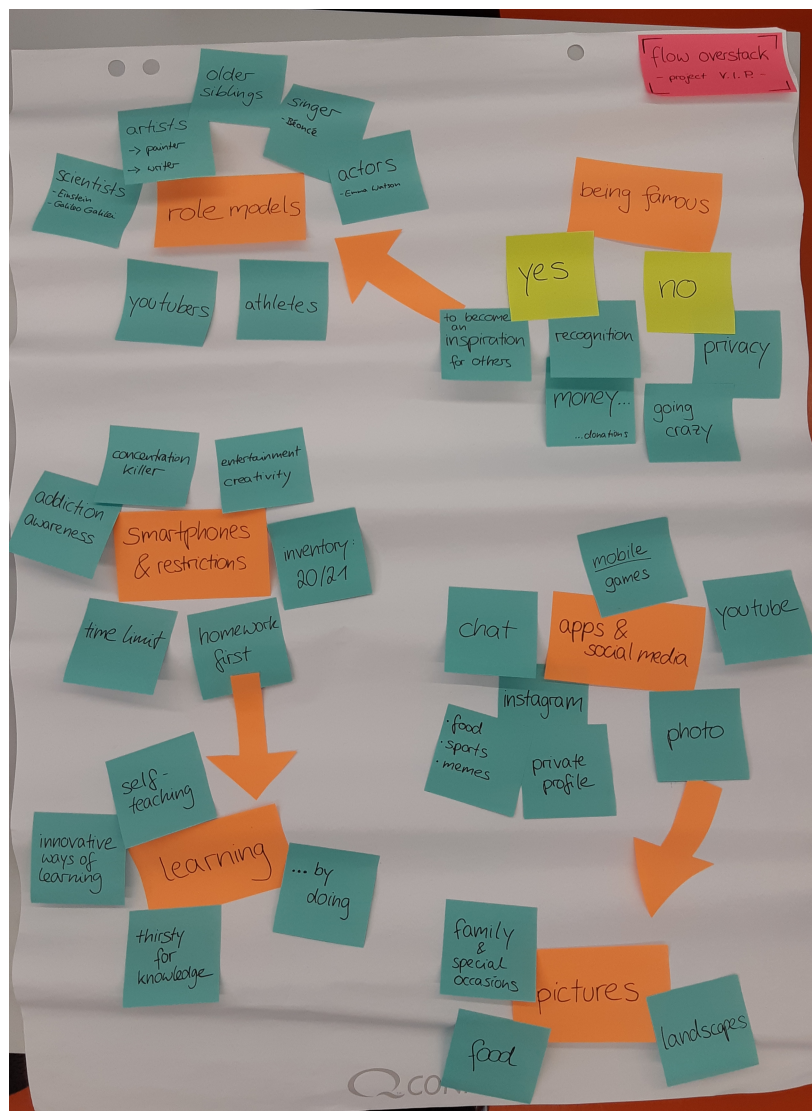 flow overstack
- project V.I.P. -
older
siblings
singer
- Béoncé
artists
→ painter
→ writer
actors
- Emma Watson
scientists
- Einstein
- Galileo Galilei
role models
youtubers
athletes
being famous
yes
no
to become
an
inspiration
for others
recognition
privacy
money...
...donations
going
crazy
concentration
killer
entertainment
creativity
addiction
awareness
smartphones
& restrictions
inventory:
20/21
time limit
homework
first
mobile
games
chat
apps &
social media
youtube
instagram
· food
· sports
· memes
private
profile
photo
self-
teaching
innovative
ways of
learning
learning
... by
doing
thirsty
for
knowledge
family
&
special
occasions
pictures
food
landscapes